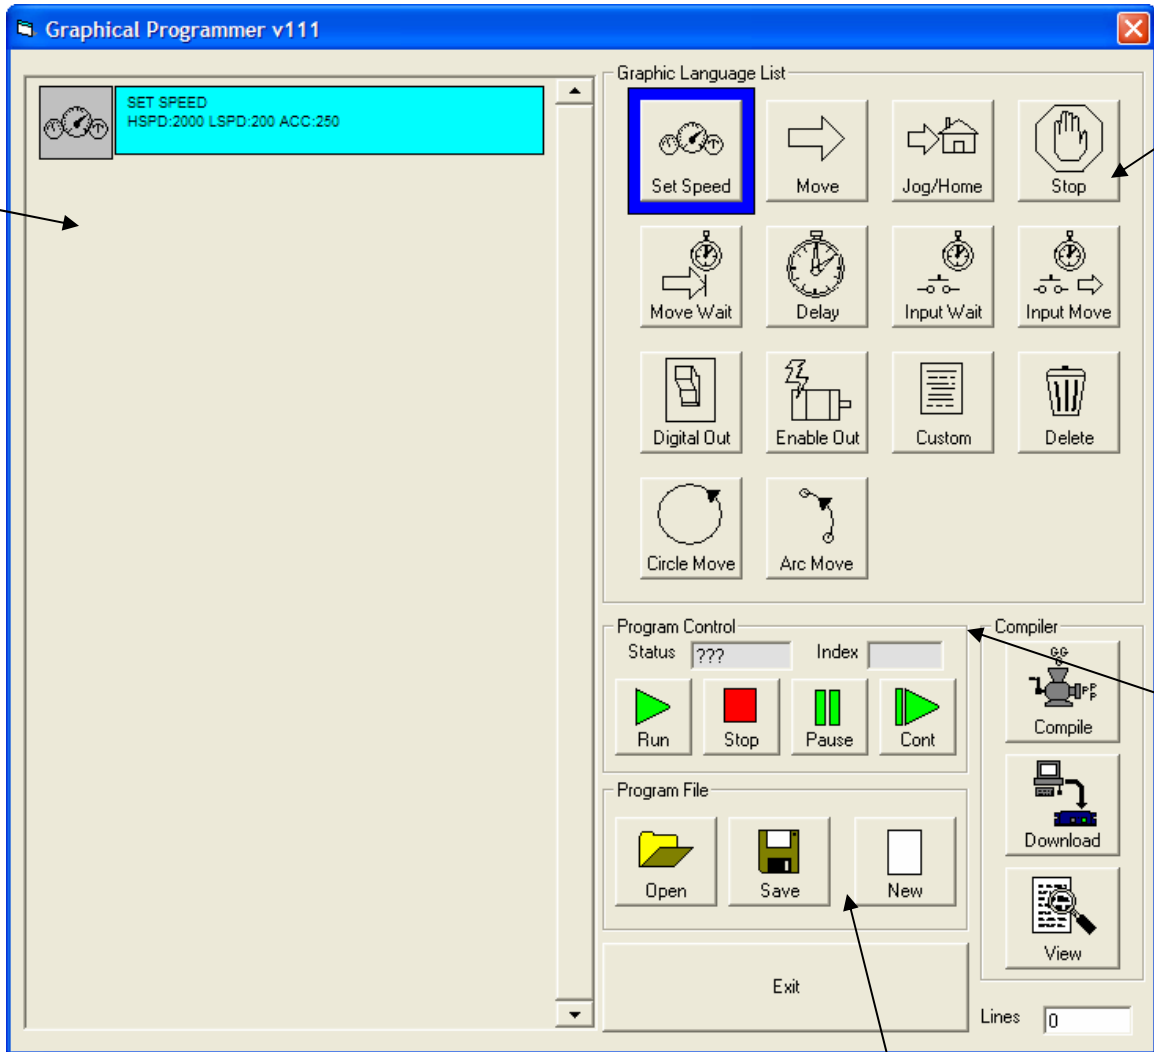 Graphical Programmer v111
SET SPEED
HSPD:2000 LSPD:200 ACC:250
Graphic Language List
Set Speed
Move
Jog/Home
Stop
Move Wait
Delay
Input Wait
Input Move
Digital Out
Enable Out
Custom
Delete
Circle Move
Arc Move
Program Control
Status ???
Index
Run
Stop
Pause
Cont
Program File
Open
Save
New
Exit
Compiler
GG
G
PP
P
Compile
Download
View
Lines 0